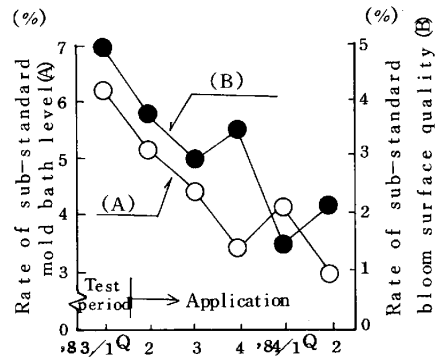 (%)
(%)
Rate of sub-standard
mold bath level(A)
7
6
5
4
3
0
(B)
(A)
Test
period
Application
5
4
3
2
1
0
Rate of sub-standard
bloom surface quality(B)
'83/1Q 2 3 4 '84/1Q 2